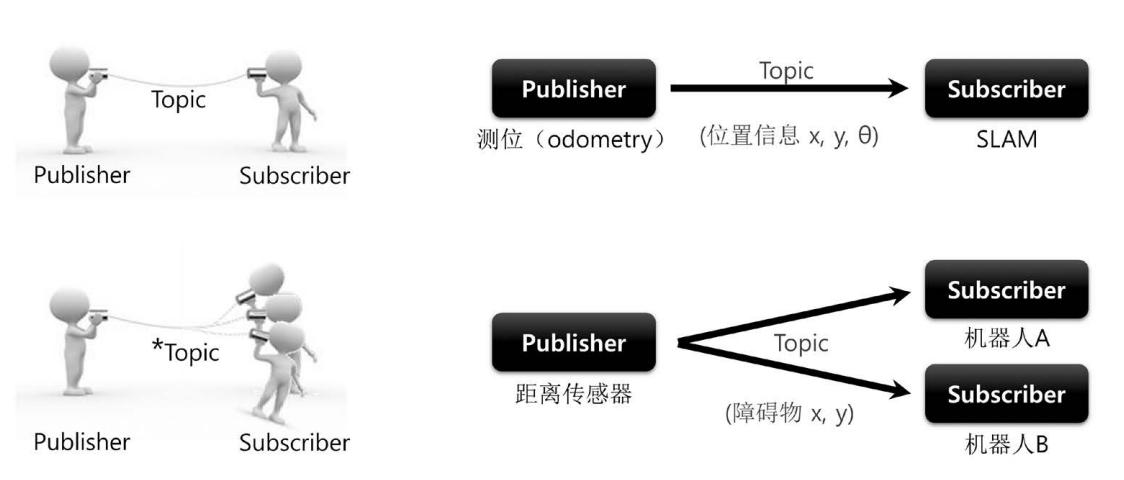 Topic
Publisher
Subscriber
Publisher
Topic
Subscriber
测位（odometry）
(位置信息 x, y, θ)
SLAM
*Topic
Publisher
Subscriber
Publisher
距离传感器
Topic
(障碍物 x, y)
Subscriber
机器人A
Subscriber
机器人B